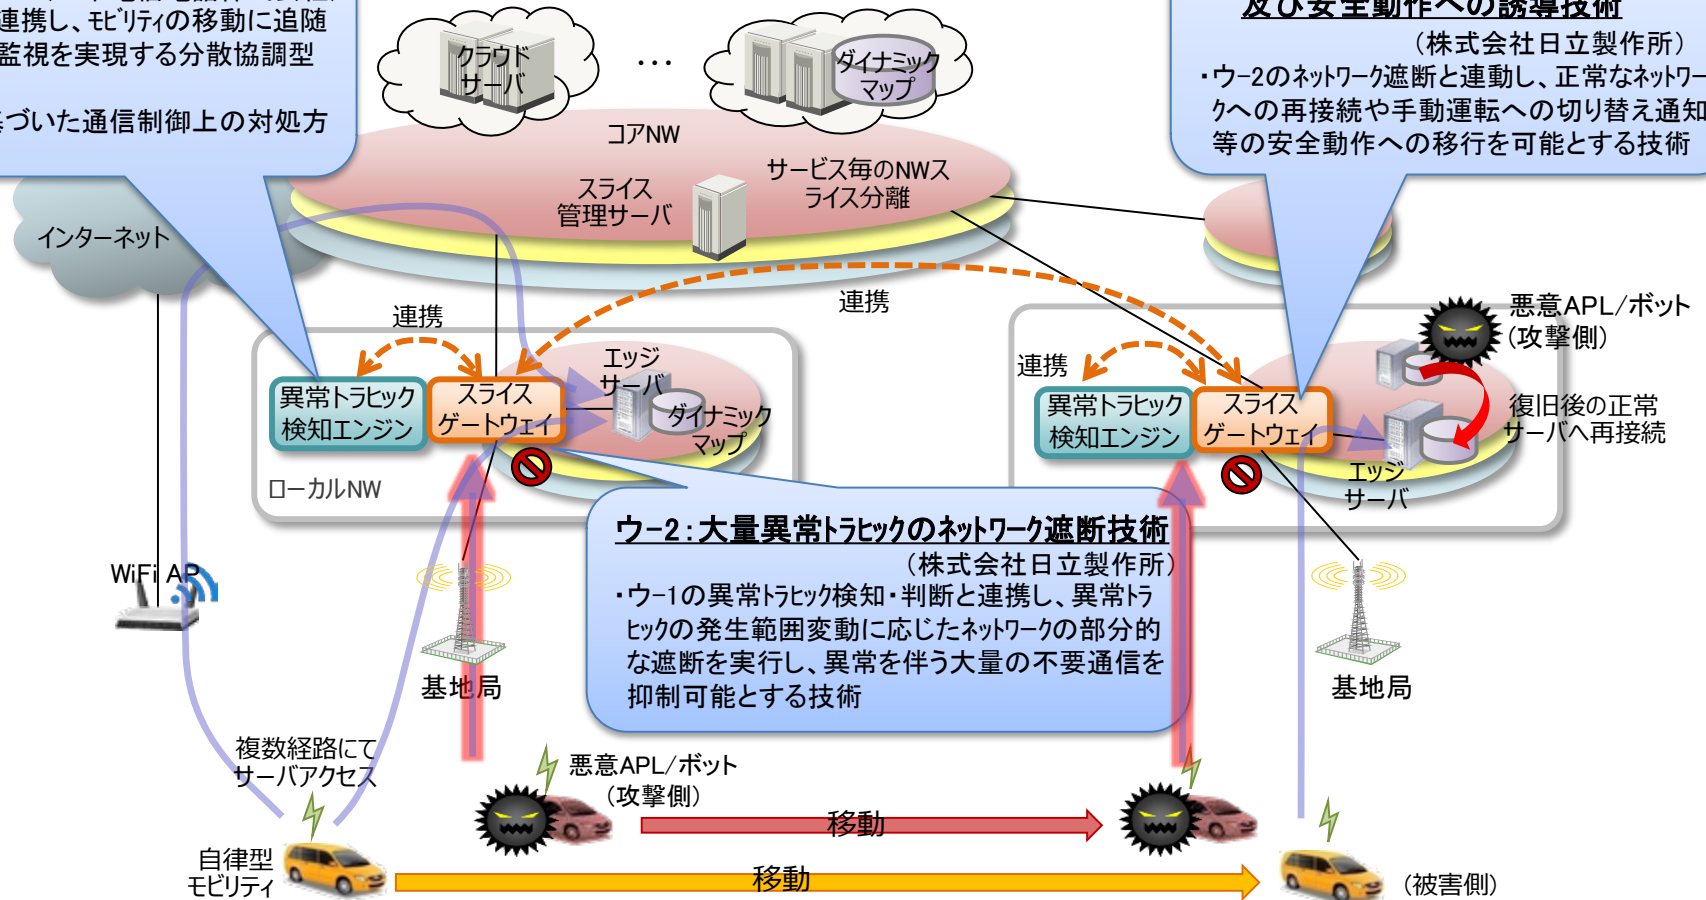 連携し、モビリティの移動に追随
監視を実現する分散協調型
づいた通信制御上の対処方
クラウド
サーバ
…
ダイナミック
マップ
及び安全動作への誘導技術
(株式会社日立製作所)
・ウ-2のネットワーク遮断と連動し、正常なネットワー
クへの再接続や手動運転への切り替え通知
等の安全動作への移行を可能とする技術
コアNW
スライス
管理サーバ
サービス毎のNWス
ライス分離
インターネット
連携
連携
連携
異常トラヒック
検知エンジン
スライス
ゲートウェイ
エッジ
サーバ
ダイナミック
マップ
ローカルNW
異常トラヒック
検知エンジン
スライス
ゲートウェイ
エッジ
サーバ
悪意APL/ボット
(攻撃側)
復旧後の正常
サーバへ再接続
ウ-2：大量異常トラヒックのネットワーク遮断技術
(株式会社日立製作所)
・ウ-1の異常トラヒック検知・判断と連携し、異常トラ
ヒックの発生範囲変動に応じたネットワークの部分的
な遮断を実行し、異常を伴う大量の不要通信を
抑制可能とする技術
WiFi AP
基地局
基地局
複数経路にて
サーバアクセス
悪意APL/ボット
(攻撃側)
移動
自律型
モビリティ
移動
(被害側)